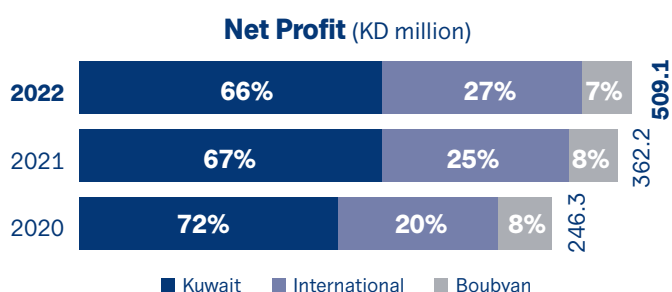 Net Profit (KD million)
2022 66% 27% 7% 509.1
2021 67% 25% 8% 362.2
2020 72% 20% 8% 246.3
Kuwait International Boubyan